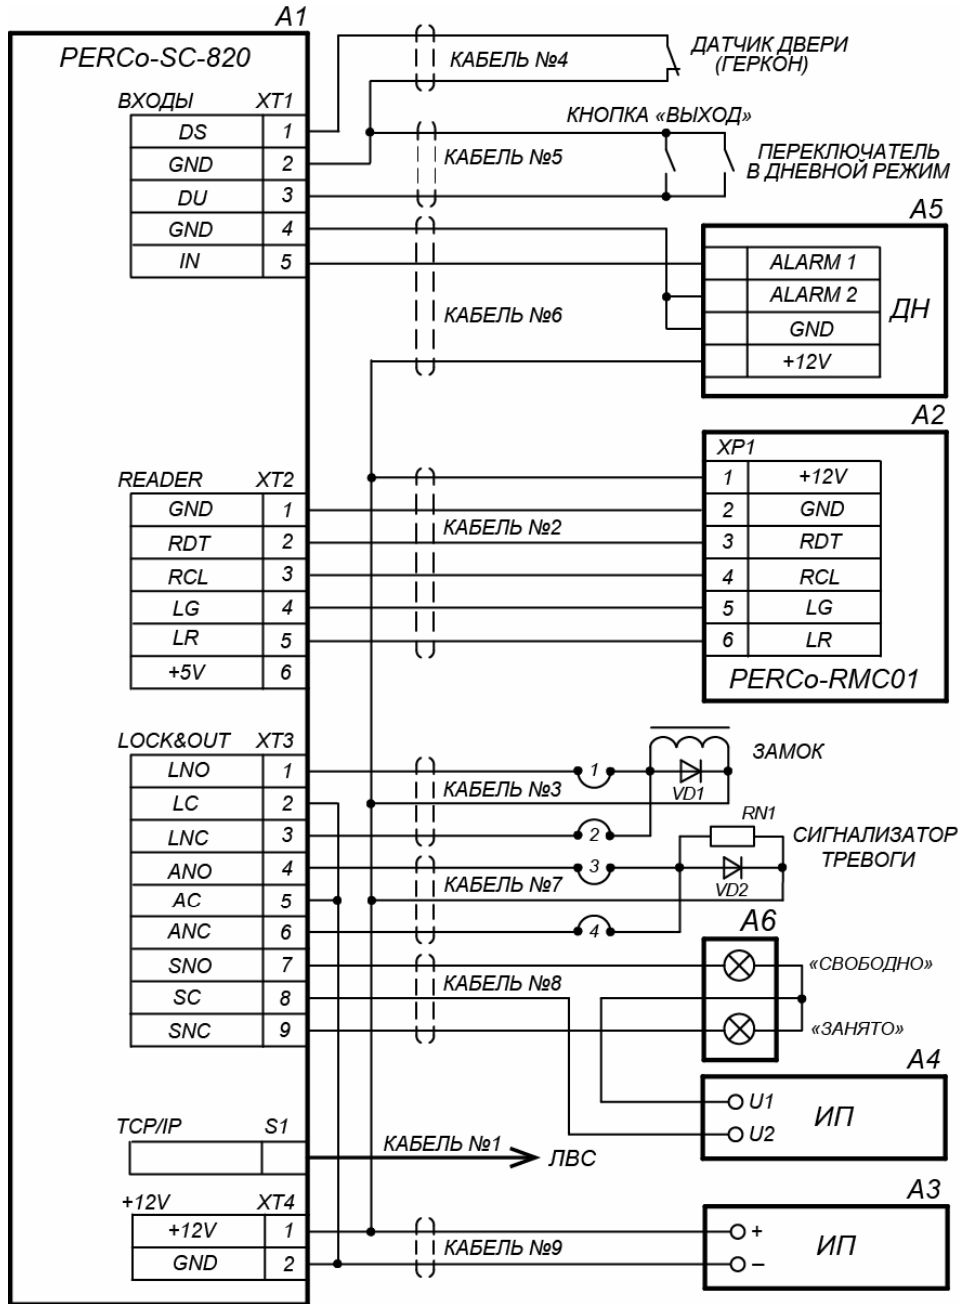 A1
PERCo-SC-820
ВХОДЫ XT1
DS 1
GND 2
DU 3
GND 4
IN 5
КАБЕЛЬ №4
ДАТЧИК ДВЕРИ
(ГЕРКОН)
КНОПКА «ВЫХОД»
КАБЕЛЬ №5
ПЕРЕКЛЮЧАТЕЛЬ
В ДНЕВНОЙ РЕЖИМ
A5
ALARM 1
ALARM 2
GND
+12V
ДН
КАБЕЛЬ №6
A2
XP1
1 +12V
2 GND
3 RDT
4 RCL
5 LG
6 LR
PERCo-RMC01
READER XT2
GND 1
RDT 2
RCL 3
LG 4
LR 5
+5V 6
КАБЕЛЬ №2
LOCK&OUT XT3
LNO 1
LC 2
LNC 3
ANO 4
AC 5
ANC 6
SNO 7
SC 8
SNC 9
КАБЕЛЬ №3
1
2
VD1
ЗАМОК
КАБЕЛЬ №7
3
4
RN1
VD2
СИГНАЛИЗАТОР
ТРЕВОГИ
A6
«СВОБОДНО»
«ЗАНЯТО»
КАБЕЛЬ №8
A4
U1
U2
ИП
TCP/IP S1
КАБЕЛЬ №1
ЛВС
+12V XT4
+12V 1
GND 2
КАБЕЛЬ №9
A3
+
–
ИП